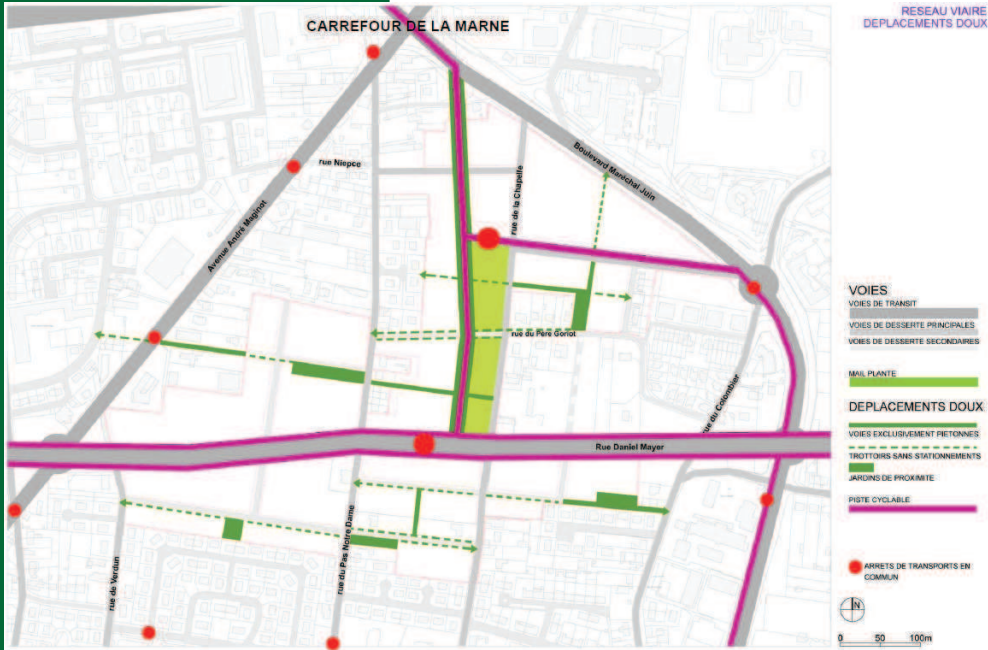 RESEAU VIAIRE
DEPLACEMENTS DOUX
CARREFOUR DE LA MARNE
rue Niepce
Boulevard Maréchal Juin
rue de la Chapelle
Avenue André Maginot
rue du Père Goriot
rue du Colombier
Rue Daniel Mayer
rue du Pas Notre Dame
rue de Verdun
VOIES
VOIES DE TRANSIT
VOIES DE DESSERTE PRINCIPALES
VOIES DE DESSERTE SECONDAIRES
MAIL PLANTE
DEPLACEMENTS DOUX
VOIES EXCLUSIVEMENT PIETONNES
TROTTOIRS SANS STATIONNEMENTS
JARDINS DE PROXIMITE
PISTE CYCLABLE
ARRETS DE TRANSPORTS EN
COMMUN
N
0 50 100m